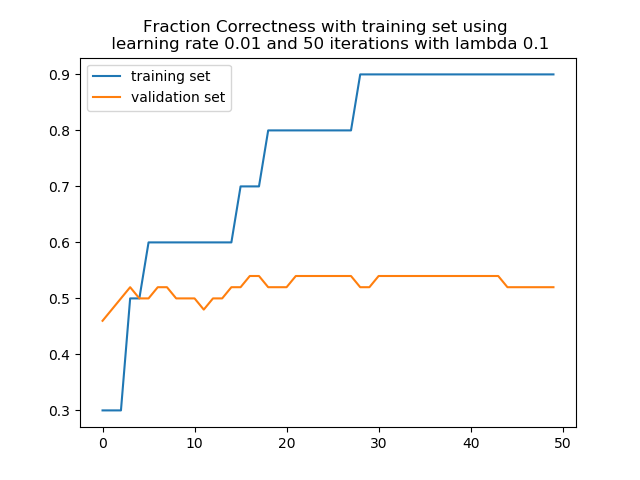 Fraction Correctness with training set using
learning rate 0.01 and 50 iterations with lambda 0.1
training set
validation set
0.9
0.8
0.7
0.6
0.5
0.4
0.3
0 10 20 30 40 50